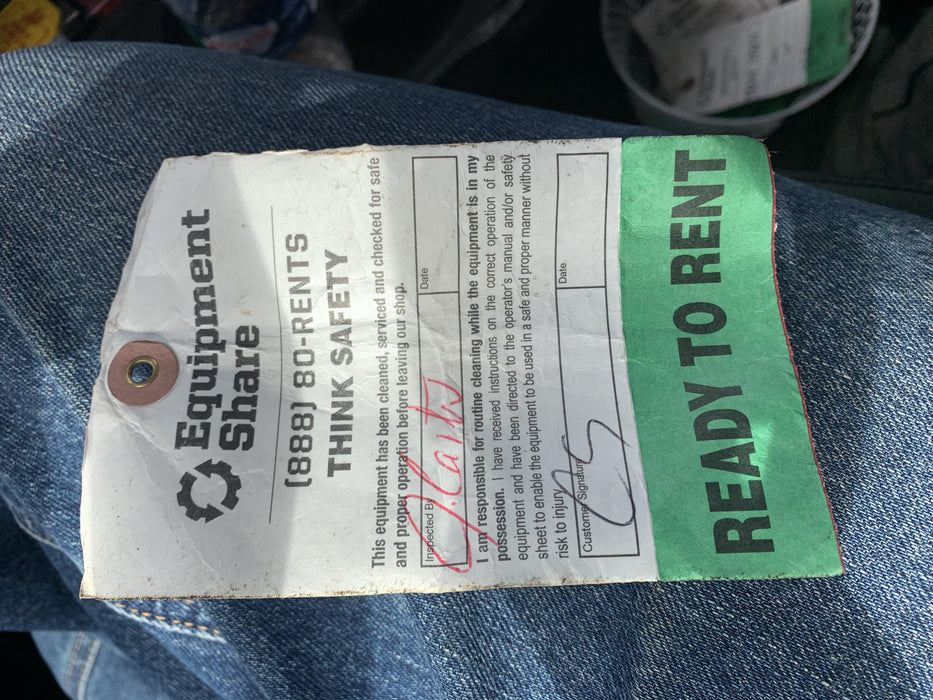 Equipment
Share
(888) 80-RENTS
THINK SAFETY
This equipment has been cleaned, serviced and checked for safe
and proper operation before leaving our shop.
Inspected By
Date
I am responsible for routine cleaning while the equipment is in my
possession. I have received instructions on the correct operation of the
equipment and have been directed to the operator's manual and/or safety
sheet to enable the equipment to be used in a safe and proper manner without
risk to injury
Customer Signature
Date
READY TO RENT